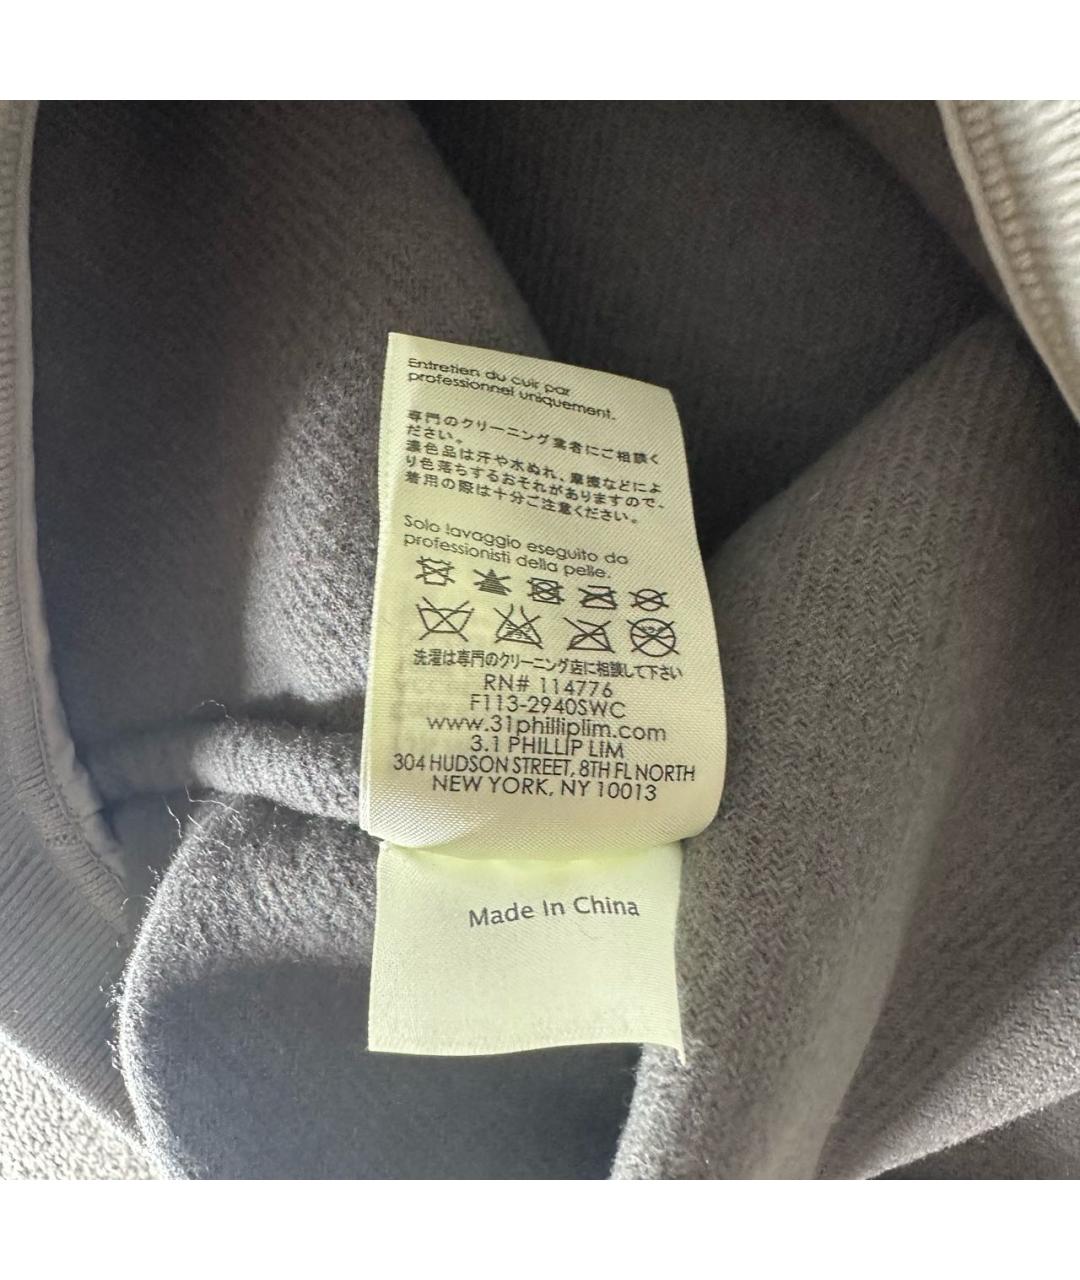 Entretien du cuir par
professionnel uniquement.
専門のクリーニング業者にご相談く
ださい。
濃色品は汗や水ぬれ、摩擦などによ
り色落ちするおそれがありますので、
着用の際は十分ご注意ください。
Solo lavaggio eseguito da
professionisti della pelle.
洗濯は専門のクリーニング店に相談して下さい
RN# 114776
F113-2940SWC
www.31philliplim.com
3.1 PHILLIP LIM
304 HUDSON STREET, 8TH FL NORTH
NEW YORK, NY 10013
Made In China